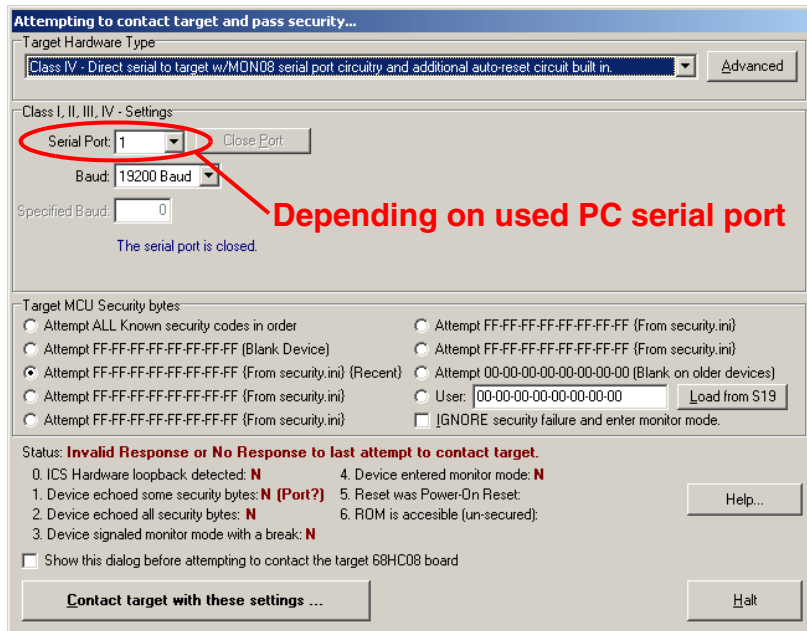 Attempting to contact target and pass security...
Target Hardware Type
Class IV - Direct serial to target w/MON08 serial port circuitry and additional auto-reset circuit built in.
Advanced
Class I, II, III, IV - Settings
Serial Port: 1
Close Port
Baud: 19200 Baud
Specified Baud: 0
Depending on used PC serial port
The serial port is closed.
Target MCU Security bytes
Attempt ALL Known security codes in order
Attempt FF-FF-FF-FF-FF-FF-FF-FF (Blank Device)
Attempt FF-FF-FF-FF-FF-FF-FF-FF {From security.ini} {Recent}
Attempt FF-FF-FF-FF-FF-FF-FF-FF {From security.ini}
Attempt FF-FF-FF-FF-FF-FF-FF-FF {From security.ini}
Attempt FF-FF-FF-FF-FF-FF-FF-FF {From security.ini}
Attempt FF-FF-FF-FF-FF-FF-FF-FF {From security.ini}
Attempt 00-00-00-00-00-00-00-00 (Blank on older devices)
User: 00-00-00-00-00-00-00-00
Load from S19
IGNORE security failure and enter monitor mode.
Status: Invalid Response or No Response to last attempt to contact target.
0. ICS Hardware loopback detected: N
1. Device echoed some security bytes: N (Port?)
2. Device echoed all security bytes: N
3. Device signaled monitor mode with a break: N
4. Device entered monitor mode: N
5. Reset was Power-On Reset:
6. ROM is accesible (un-secured):
Help...
Show this dialog before attempting to contact the target 68HC08 board
Contact target with these settings ...
Halt